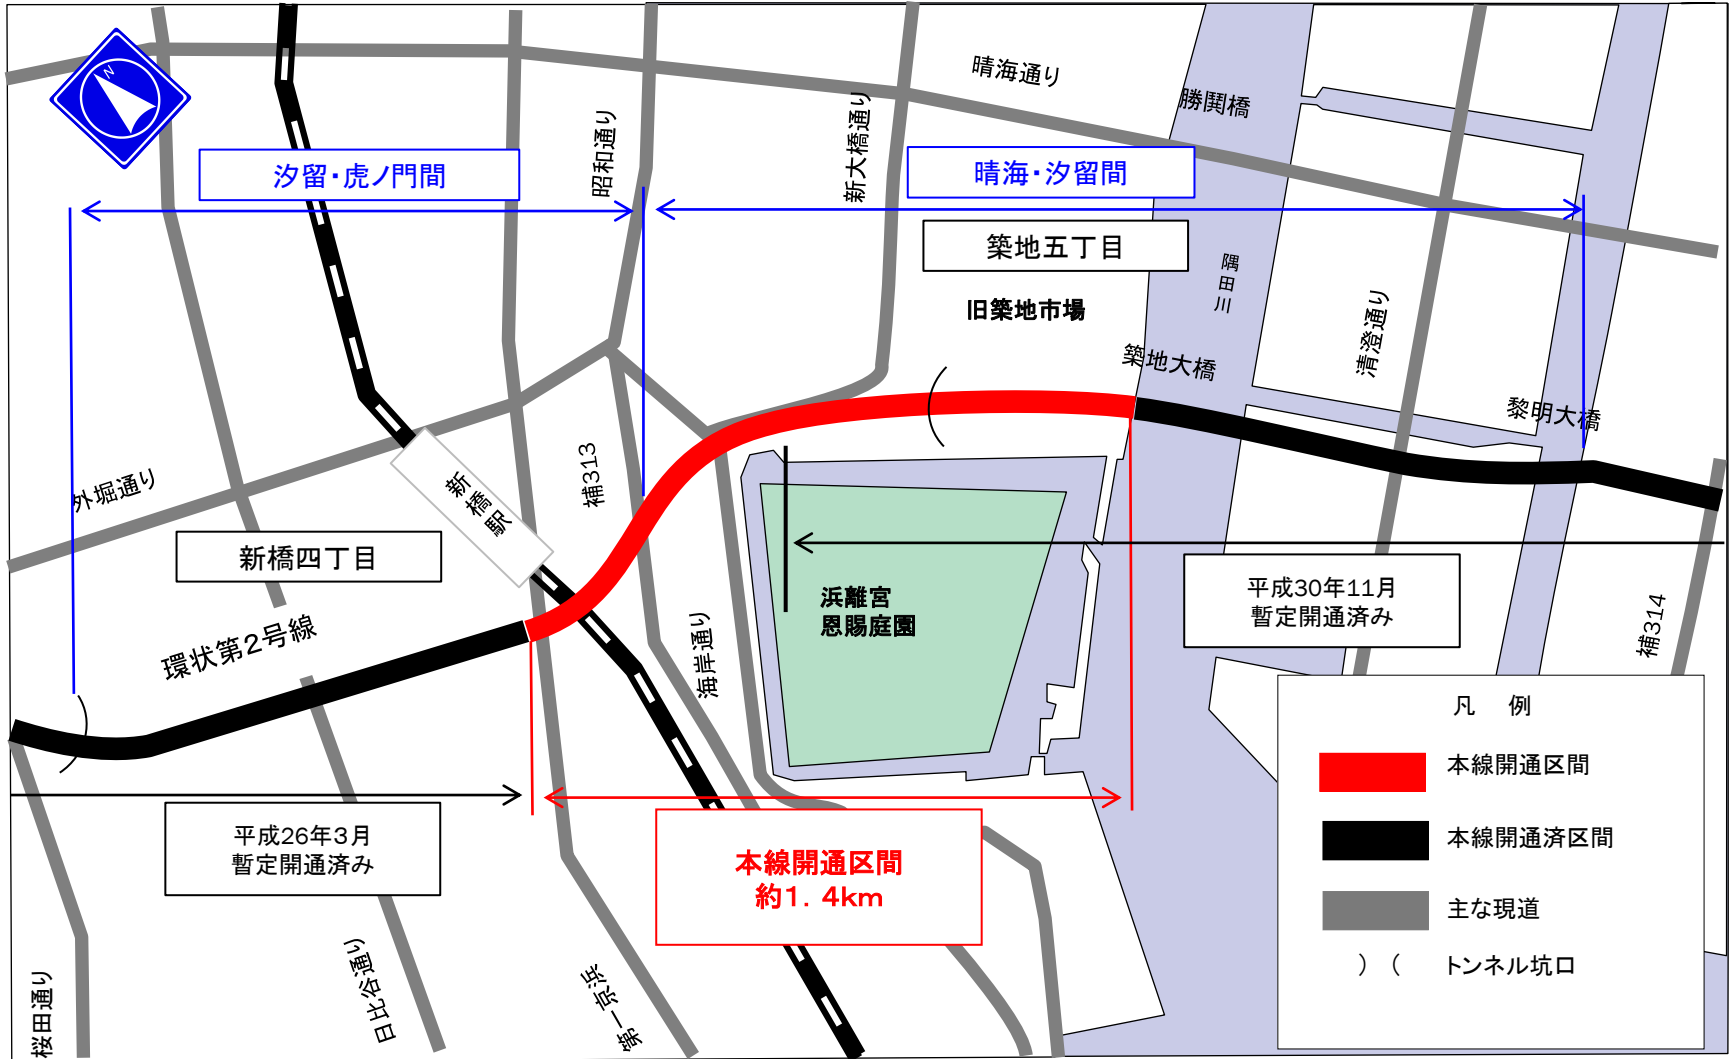 N
晴海通り
勝鬨橋
昭和通り
新大橋通り
汐留・虎ノ門間
晴海・汐留間
築地五丁目
隅田川
旧築地市場
清澄通り
築地大橋
黎明大橋
外堀通り
新橋駅
補313
新橋四丁目
環状第2号線
海岸通り
浜離宮
恩賜庭園
平成30年11月
暫定開通済み
補314
平成26年3月
暫定開通済み
本線開通区間
約1.4km
桜田通り
日比谷通り
第一京浜
凡 例
本線開通区間
本線開通済区間
主な現道
）（ トンネル坑口